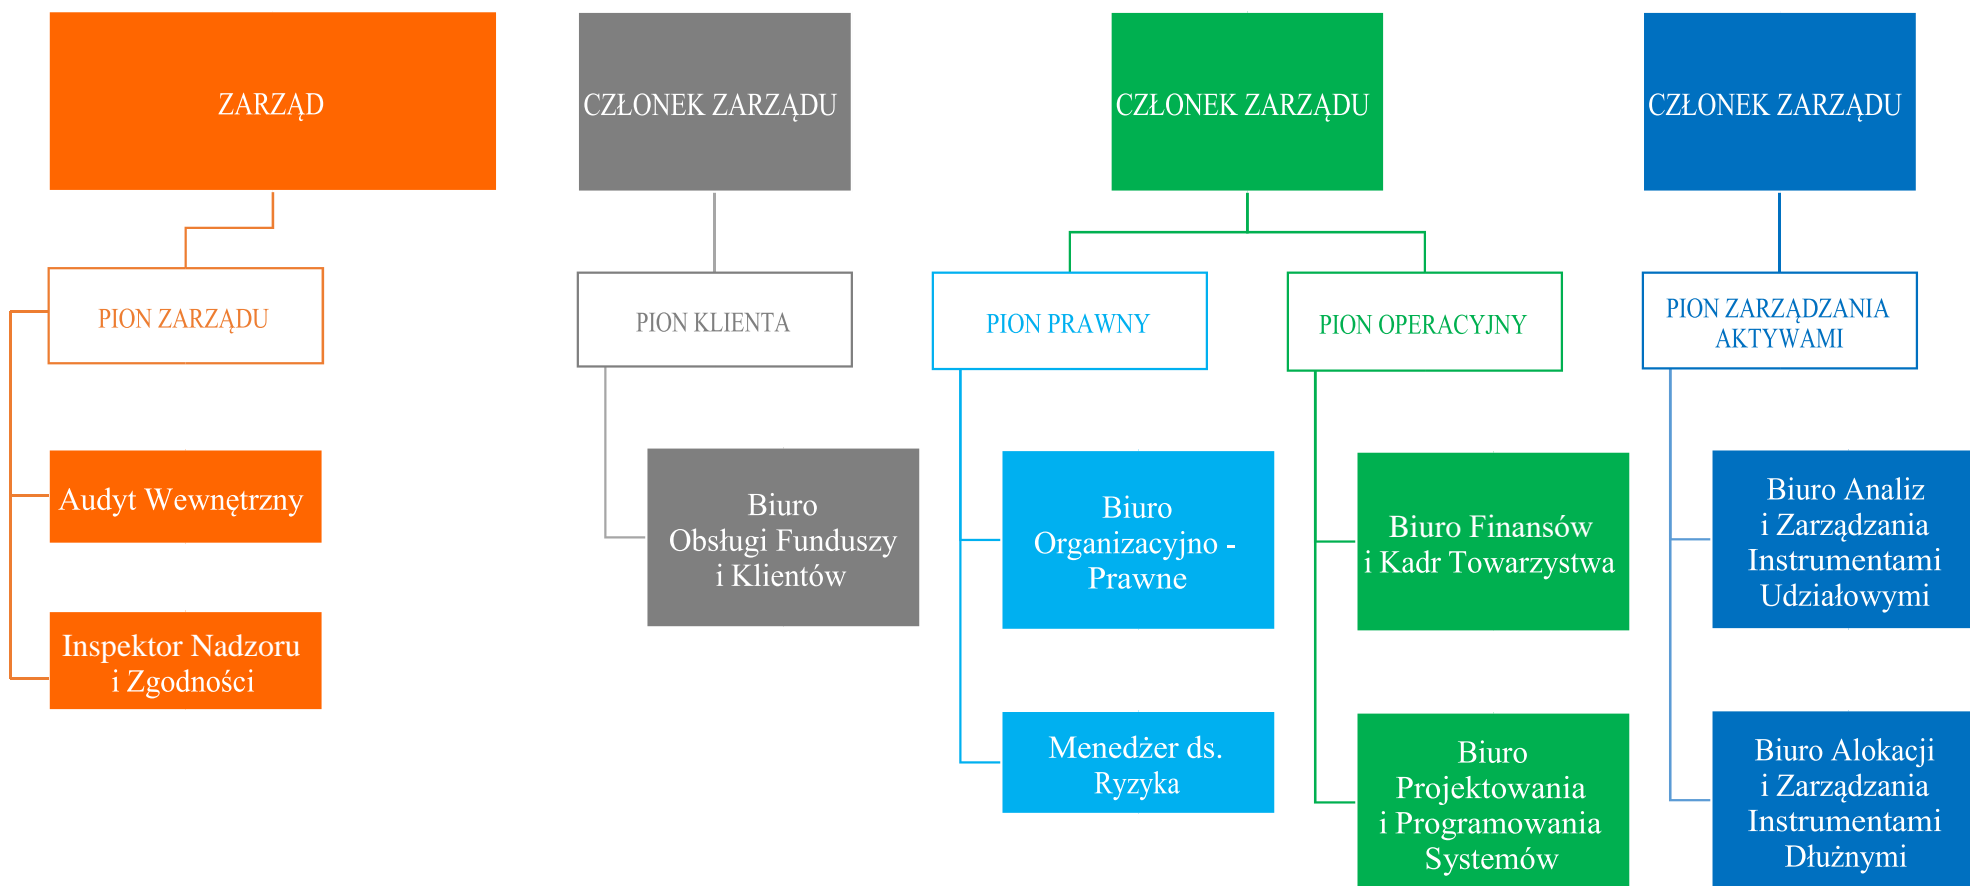 ZARZĄD
CZŁONEK ZARZĄDU
CZŁONEK ZARZĄDU
CZŁONEK ZARZĄDU
PION ZARZĄDU
PION KLIENTA
PION PRAWNY
PION OPERACYJNY
PION ZARZĄDZANIA
AKTYWAMI
Audyt Wewnętrzny
Inspektor Nadzoru
i Zgodności
Biuro
Obsługi Funduszy
i Klientów
Biuro
Organizacyjno -
Prawne
Menedżer ds.
Ryzyka
Biuro Finansów
i Kadr Towarzystwa
Biuro
Projektowania
i Programowania
Systemów
Biuro Analiz
i Zarządzania
Instrumentami
Udziałowymi
Biuro Alokacji
i Zarządzania
Instrumentami
Dłużnymi